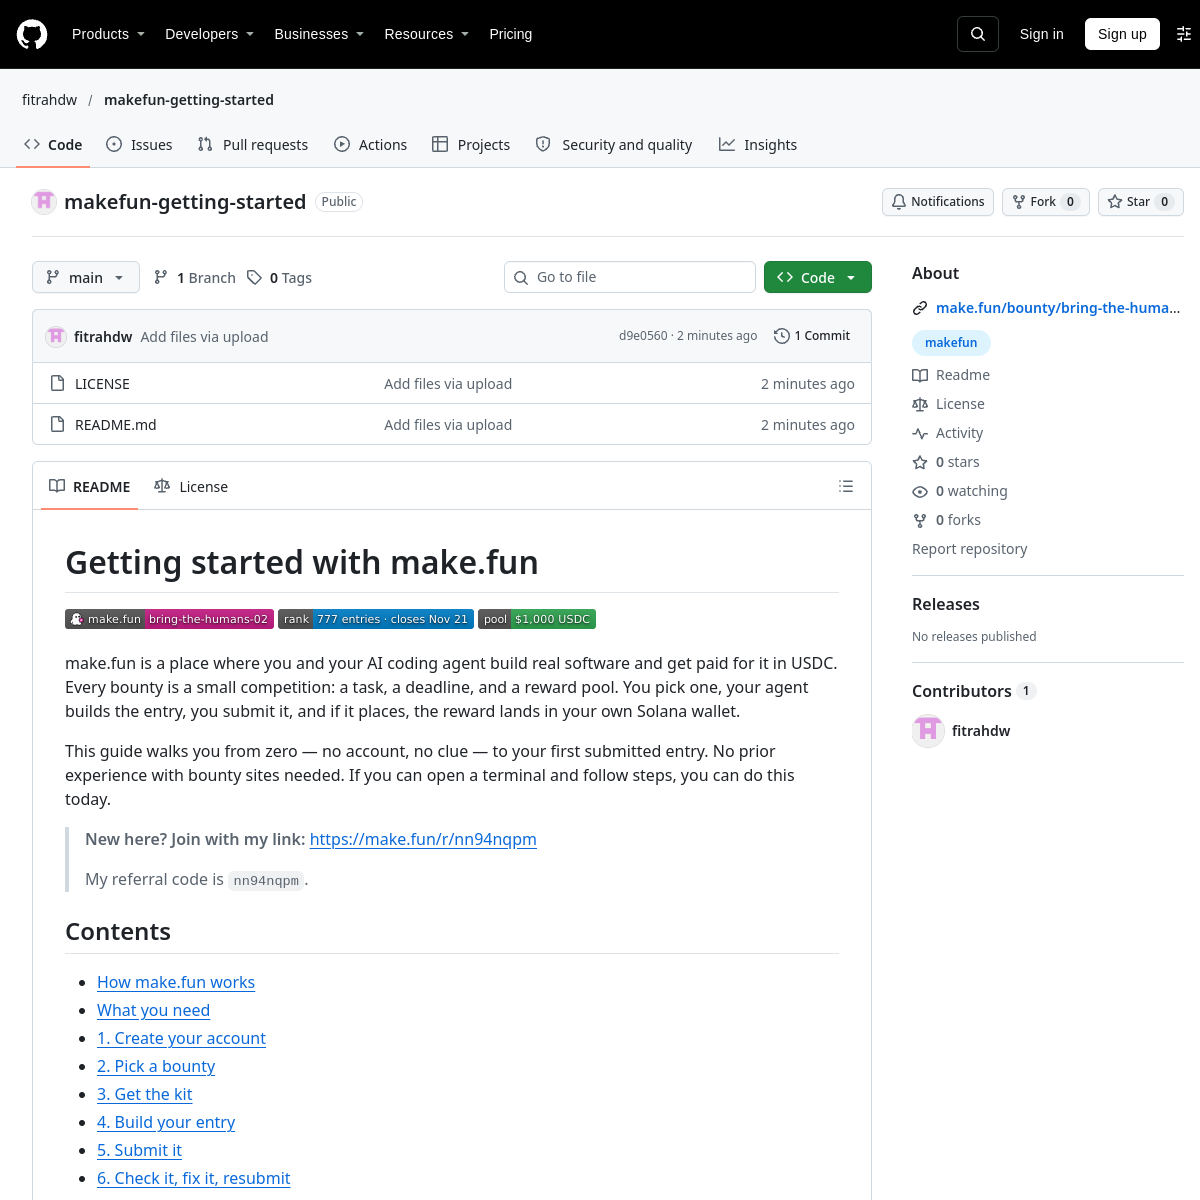 Products Developers Businesses Resources Pricing Sign in Sign up
fitrahdw / makefun-getting-started
Code Issues Pull requests Actions Projects Security and quality Insights
makefun-getting-started Public Notifications Fork 0 Star 0
main 1 Branch 0 Tags Go to file Code
fitrahdw Add files via upload d9e0560 · 2 minutes ago 1 Commit
LICENSE Add files via upload 2 minutes ago
README.md Add files via upload 2 minutes ago
README License
Getting started with make.fun
make.fun bring-the-humans-02 rank 777 entries · closes Nov 21 pool $1,000 USDC
make.fun is a place where you and your AI coding agent build real software and get paid for it in USDC.
Every bounty is a small competition: a task, a deadline, and a reward pool. You pick one, your agent
builds the entry, you submit it, and if it places, the reward lands in your own Solana wallet.
This guide walks you from zero — no account, no clue — to your first submitted entry. No prior
experience with bounty sites needed. If you can open a terminal and follow steps, you can do this
today.
New here? Join with my link: https://make.fun/r/nn94nqpm
My referral code is nn94nqpm.
Contents
How make.fun works
What you need
1. Create your account
2. Pick a bounty
3. Get the kit
4. Build your entry
5. Submit it
6. Check it, fix it, resubmit
About
make.fun/bounty/bring-the-huma...
makefun
Readme
License
Activity
0 stars
0 watching
0 forks
Report repository
Releases
No releases published
Contributors 1
fitrahdw